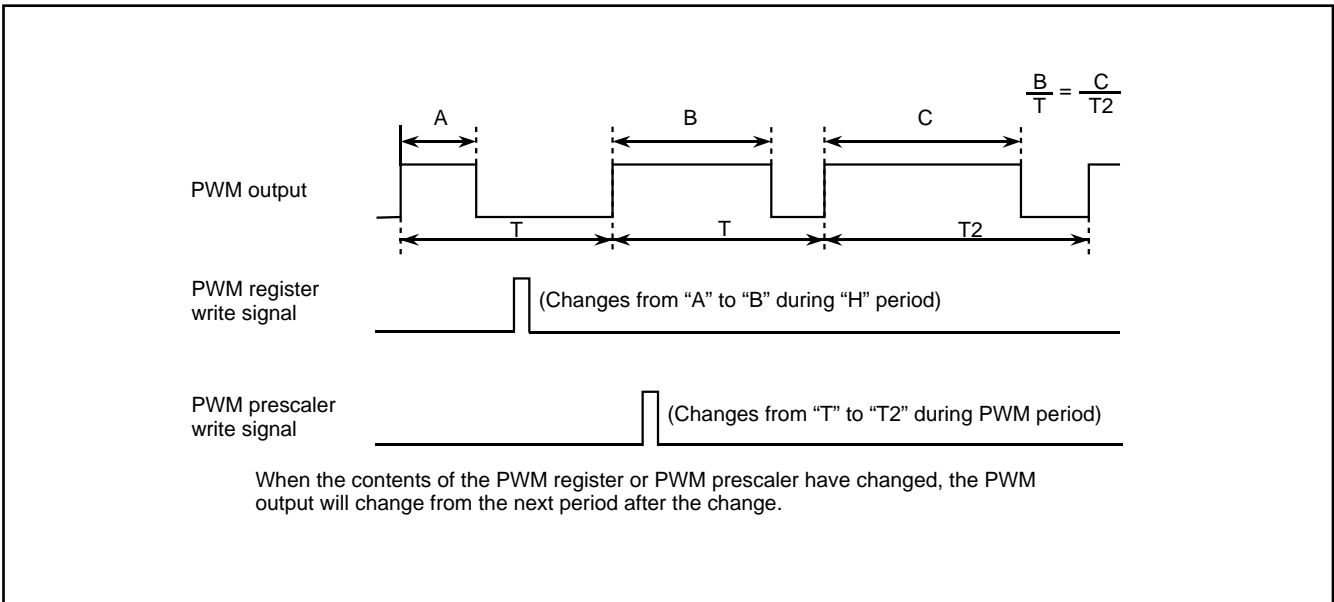 B = C
T T2
A B C
PWM output
T T T2
PWM register
write signal
(Changes from “A” to “B” during “H” period)
PWM prescaler
write signal
(Changes from “T” to “T2” during PWM period)
When the contents of the PWM register or PWM prescaler have changed, the PWM
output will change from the next period after the change.